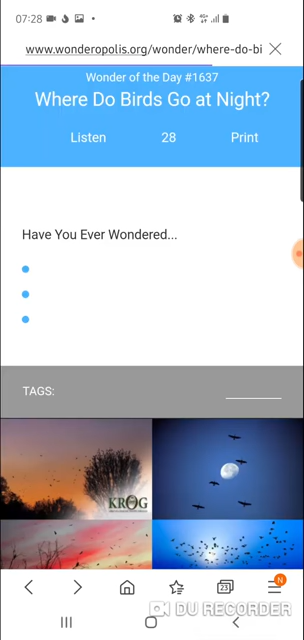 07:28
www.wonderopolis.org/wonder/where-do-bi
Wonder of the Day #1637
Where Do Birds Go at Night?
Listen 28 Print
Have You Ever Wondered...
TAGS:
KROG
23
N
DU RECORDER